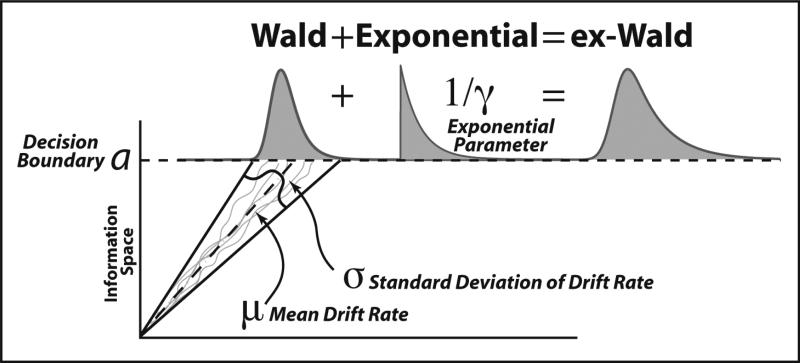 Wald+Exponential=ex-Wald
+ 1/γ =
Exponential
Parameter
Decision
Boundary a
Information
Space
σ Standard Deviation of Drift Rate
μ Mean Drift Rate